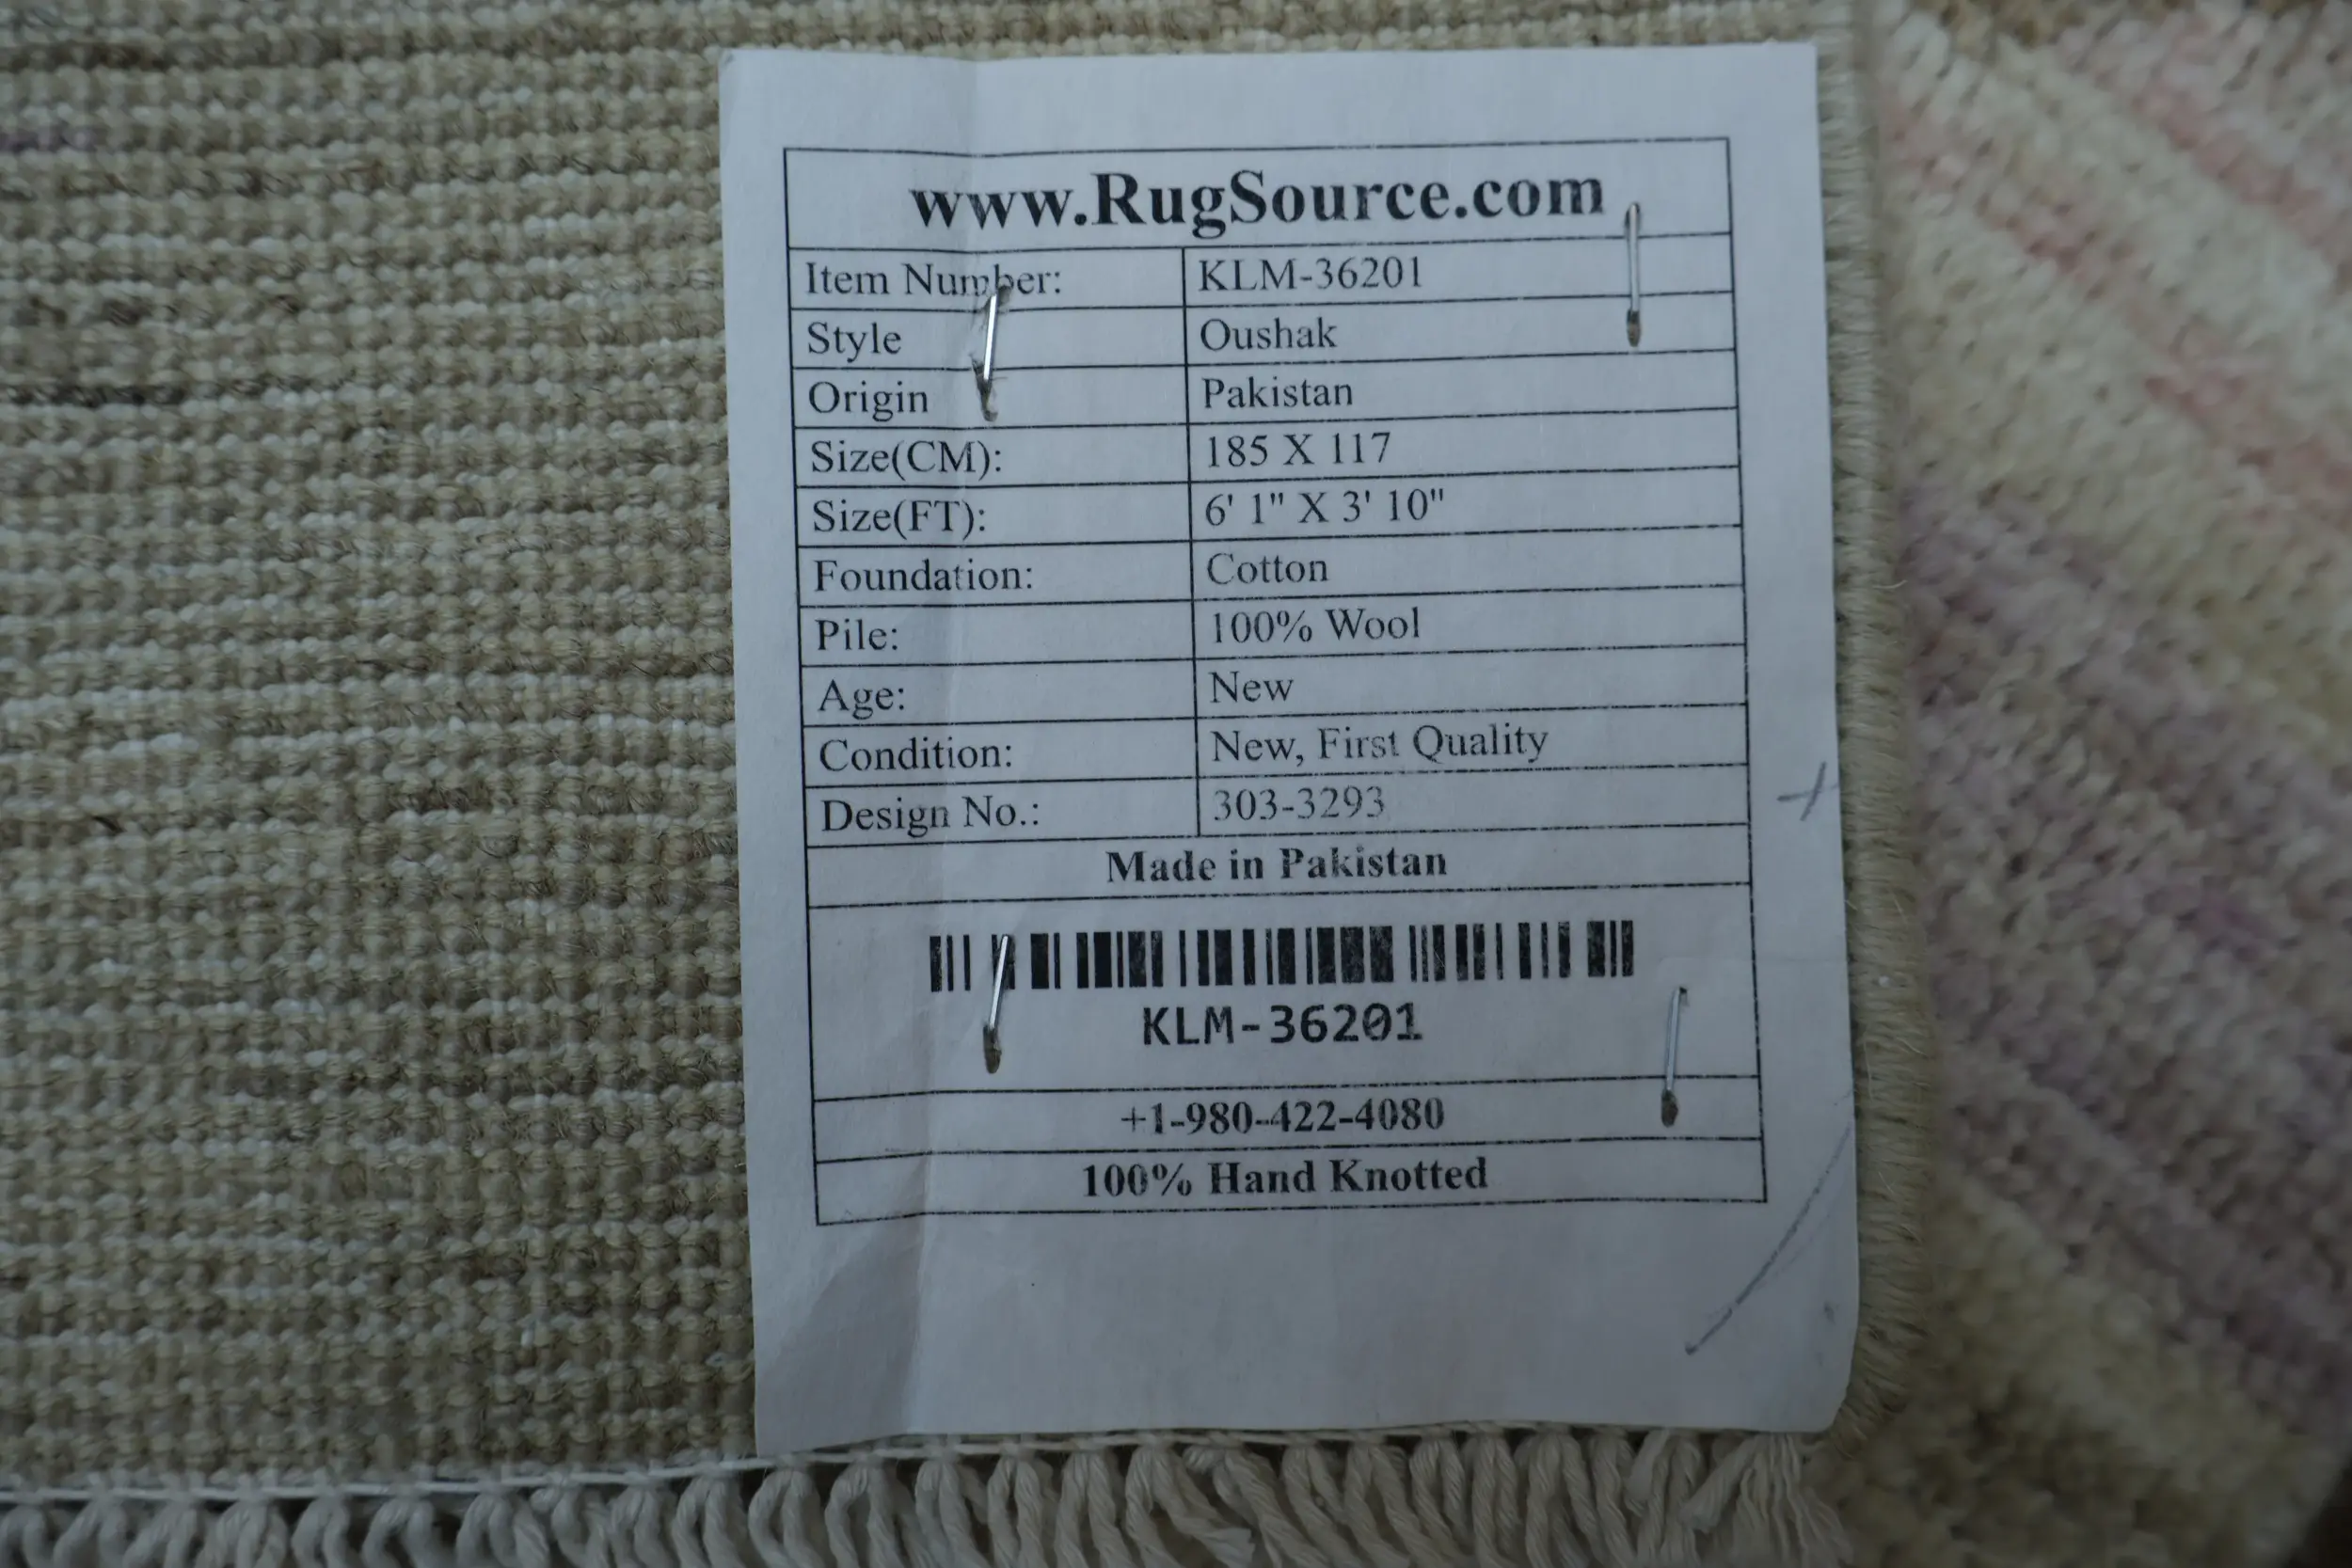 www.RugSource.com
Item Number: KLM-36201
Style Oushak
Origin Pakistan
Size(CM): 185 X 117
Size(FT): 6' 1" X 3' 10"
Foundation: Cotton
Pile: 100% Wool
Age: New
Condition: New, First Quality
Design No.: 303-3293
Made in Pakistan
KLM-36201
+1-980-422-4080
100% Hand Knotted